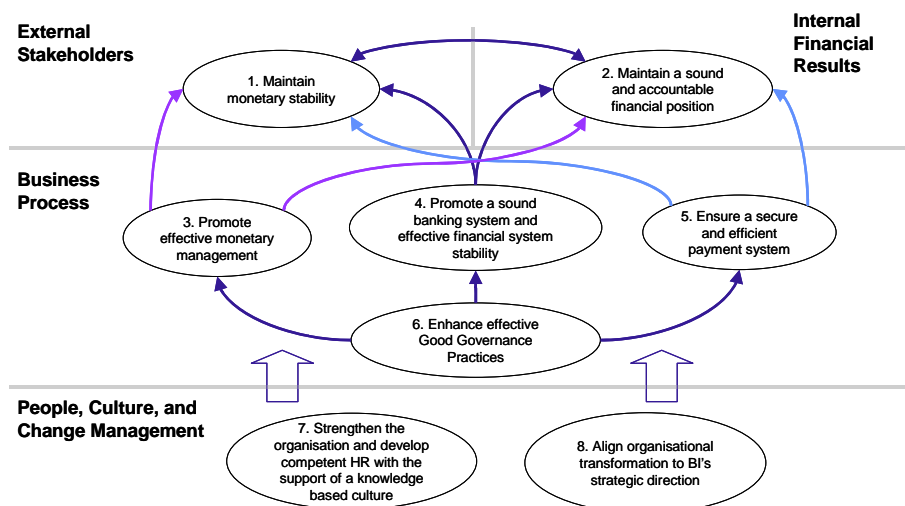 External
Stakeholders
Internal
Financial
Results
1. Maintain
monetary stability
2. Maintain a sound
and accountable
financial position
Business
Process
3. Promote
effective monetary
management
4. Promote a sound
banking system and
effective financial system
stability
5. Ensure a secure
and efficient
payment system
6. Enhance effective
Good Governance
Practices
People, Culture, and
Change Management
7. Strengthen the
organisation and develop
competent HR with the
support of a knowledge
based culture
8. Align organisational
transformation to BI's
strategic direction